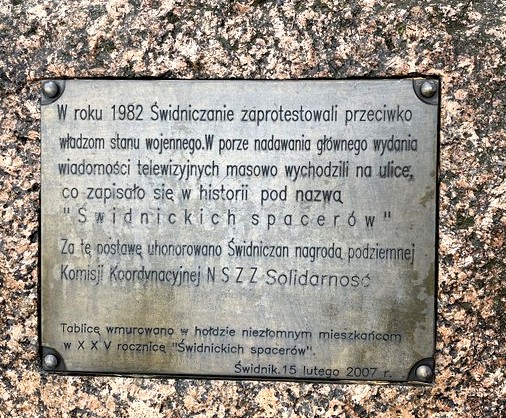 W roku 1982 Świdniczanie zaprotestowali przeciwko
władzom stanu wojennego.W porze nadawania głównego wydania
wiadomości telewizyjnych masowo wychodzili na ulice,
co zapisało się w historii pod nazwą
"Świdnickich spacerów"
Za tę postawę uhonorowano Świdniczan nagrodą podziemnej
Komisji Koordynacyjnej NSZZ Solidarność
Tablicę wmurowano w hołdzie niezłomnym mieszkańcom
w XXV rocznicę "Świdnickich spacerów".
Świdnik.15 lutego 2007 r.